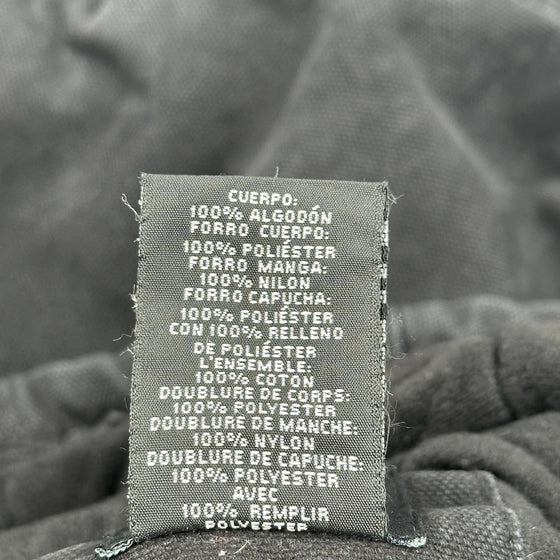 CUERPO:
100% ALGODÓN
FORRO CUERPO:
100% POLIÉSTER
FORRO MANGA:
100% NILON
FORRO CAPUCHA:
100% POLIÉSTER
CON 100% RELLENO
DE POLIÉSTER
L'ENSEMBLE:
100% COTON
DOUBLURE DE CORPS:
100% POLYESTER
DOUBLURE DE MANCHE:
100% NYLON
DOUBLURE DE CAPUCHE:
100% POLYESTER
AVEC
100% REMPLIR
POLYESTER